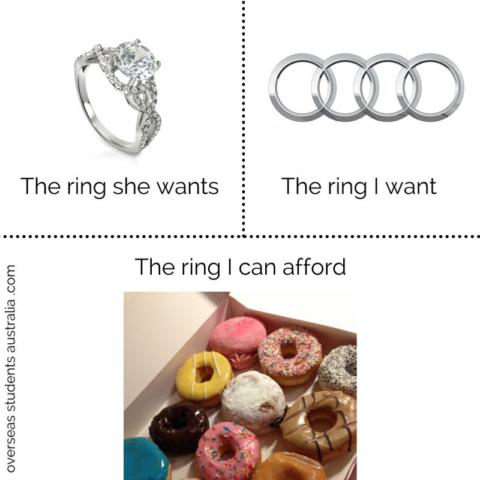 The ring she wants
The ring I want
The ring I can afford
overseas students australia .com